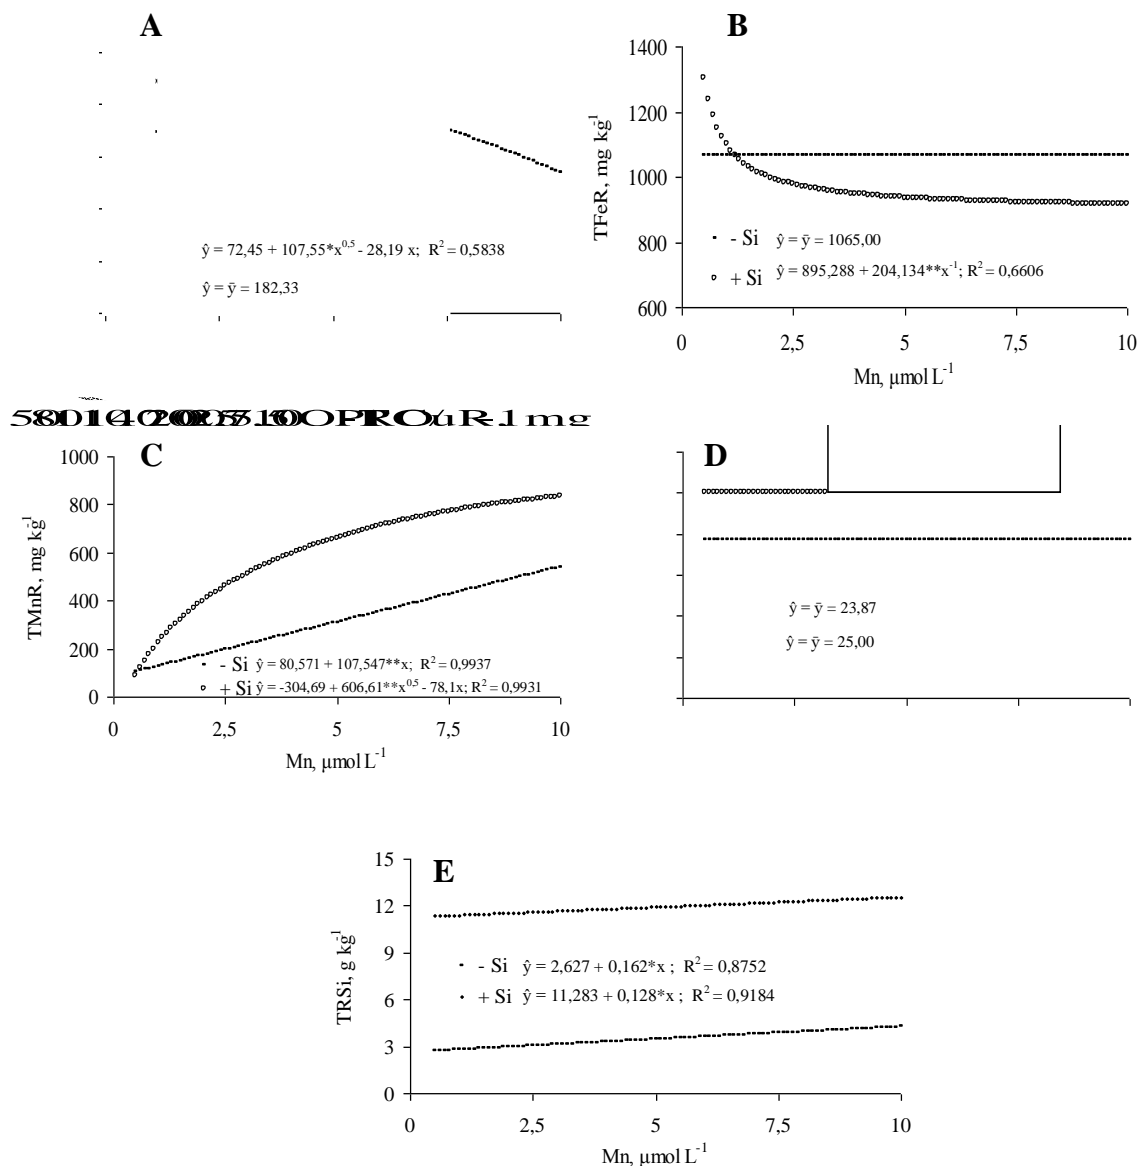 A
ŷ = 72,45 + 107,55*x^0,5 - 28,19 x; R² = 0,5838
ŷ = ȳ = 182,33
B
1400
1200
1000
800
600
TFeR, mg kg⁻¹
- Si ŷ = ȳ = 1065,00
+ Si ŷ = 895,288 + 204,134**x⁻¹; R² = 0,6606
0 2,5 5 7,5 10
Mn, µmol L⁻¹
C
1000
800
600
400
200
0
TMnR, mg kg⁻¹
- Si ŷ = 80,571 + 107,547**x; R² = 0,9937
+ Si ŷ = -304,69 + 606,61**x^0,5 - 78,1x; R² = 0,9931
0 2,5 5 7,5 10
Mn, µmol L⁻¹
D
ŷ = ȳ = 23,87
ŷ = ȳ = 25,00
E
15
12
9
6
3
0
TRSi, g kg⁻¹
- Si ŷ = 2,627 + 0,162*x ; R² = 0,8752
+ Si ŷ = 11,283 + 0,128*x ; R² = 0,9184
0 2,5 5 7,5 10
Mn, µmol L⁻¹